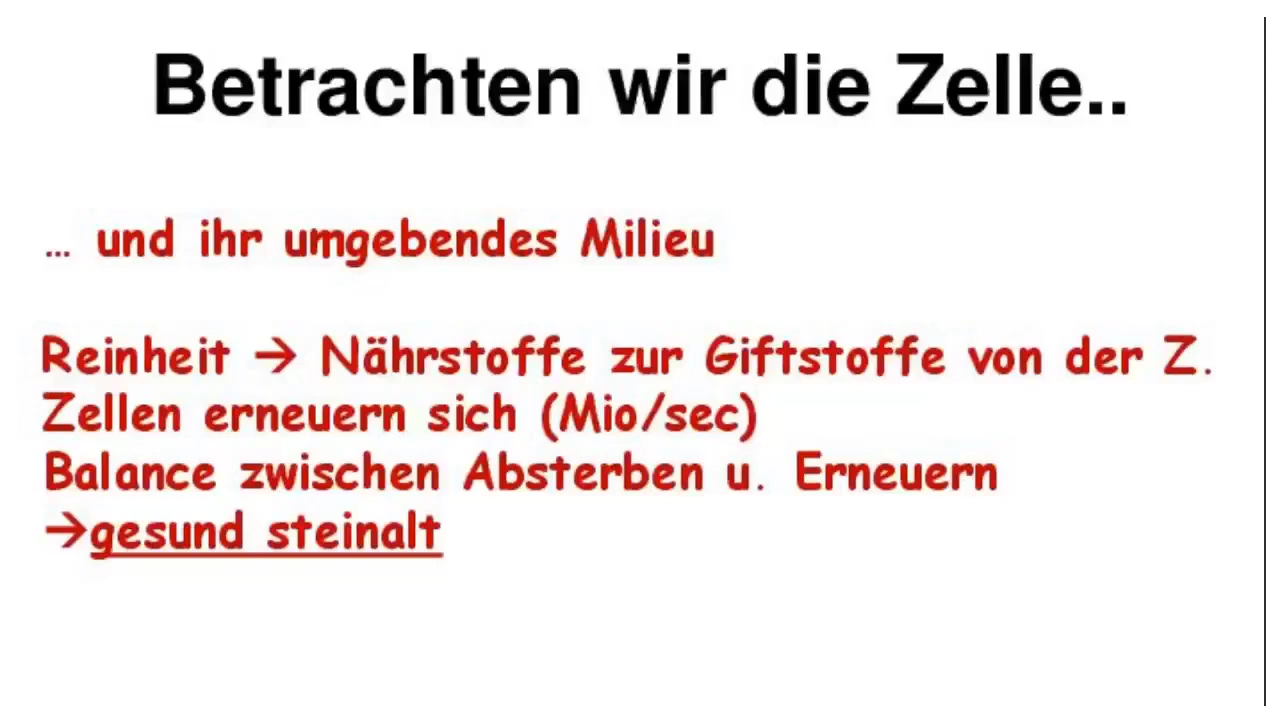 Betrachten wir die Zelle..
... und ihr umgebendes Milieu
Reinheit → Nährstoffe zur Giftstoffe von der Z.
Zellen erneuern sich (Mio/sec)
Balance zwischen Absterben u. Erneuern
→gesund steinalt